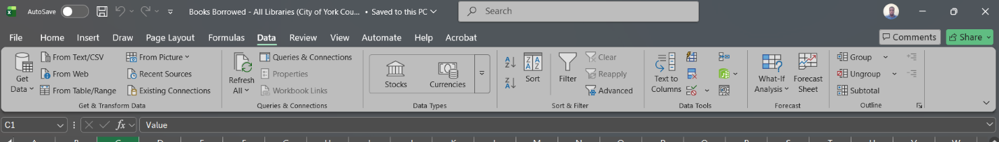 AutoSave Books Borrowed - All Libraries (City of York Cou... • Saved to this PC Search
File Home Insert Draw Page Layout Formulas Data Review View Automate Help Acrobat Comments Share
Get Data
From Text/CSV
From Web
From Table/Range
From Picture
Recent Sources
Existing Connections
Get & Transform Data
Refresh All
Queries & Connections
Properties
Workbook Links
Queries & Connections
Stocks
Currencies
Data Types
Sort
Filter
Clear
Reapply
Advanced
Sort & Filter
Text to Columns
Data Tools
What-If Analysis
Forecast Sheet
Forecast
Group
Ungroup
Subtotal
Outline
C1 fx Value